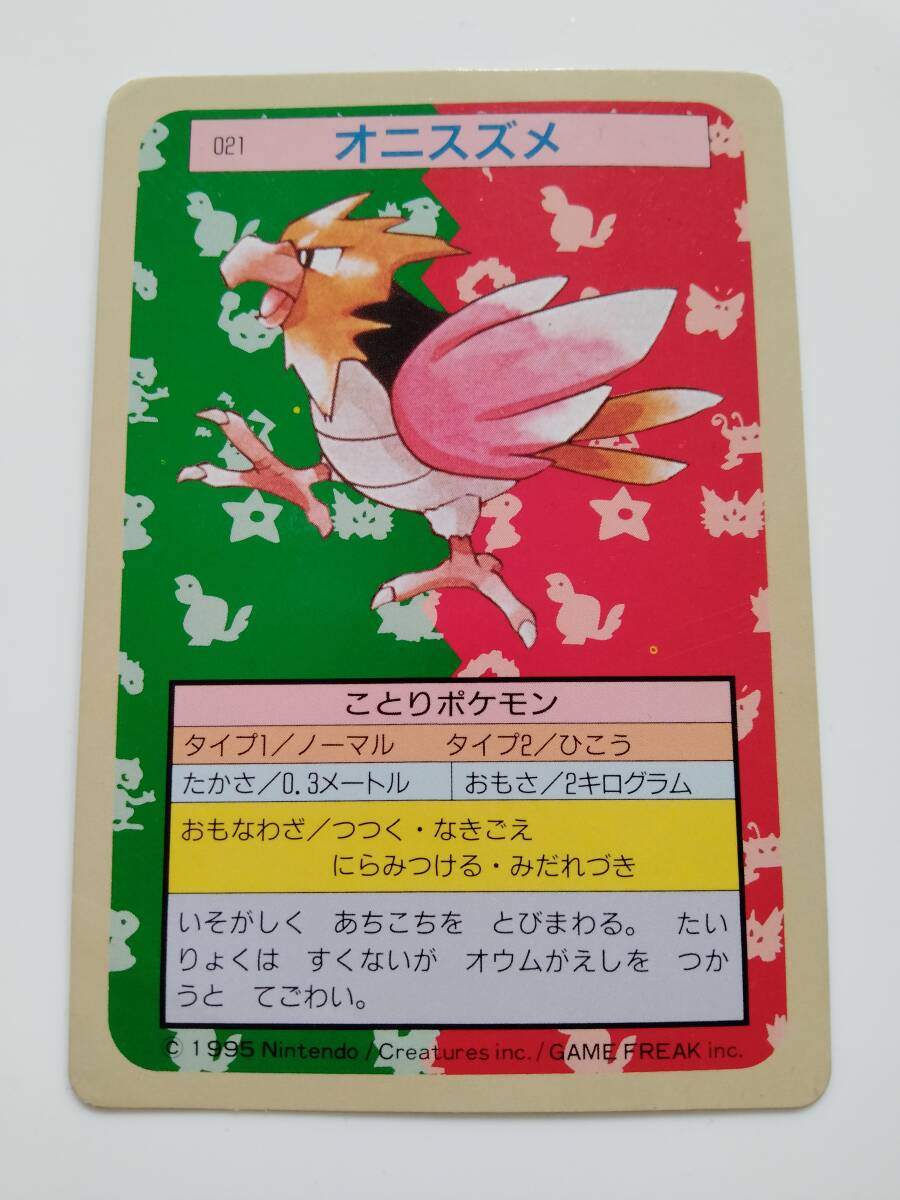 021 オニスズメ
ことりポケモン
タイプ1／ノーマル　タイプ2／ひこう
たかさ／0.3メートル　おもさ／2キログラム
おもなわざ／つつく・なきごえ
にらみつける・みだれづき
いそがしく　あちこちを　とびまわる。　たい
りょくは　すくないが　オウムがえしを　つか
うと　てごわい。
© 1995 Nintendo / Creatures inc. / GAME FREAK inc.